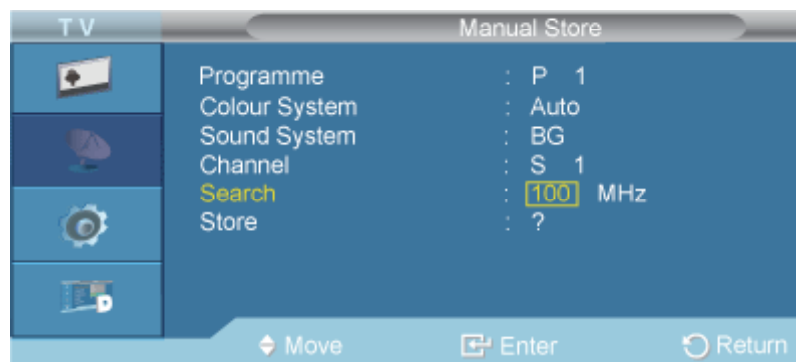 TV Manual Store
Programme : P 1
Colour System : Auto
Sound System : BG
Channel : S 1
Search : 100 MHz
Store : ?
Move Enter Return